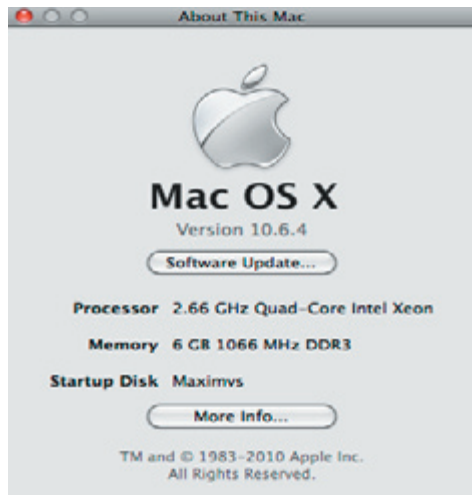 About This Mac
Mac OS X
Version 10.6.4
Software Update...
Processor 2.66 GHz Quad-Core Intel Xeon
Memory 6 GB 1066 MHz DDR3
Startup Disk Maximvs
More Info...
TM and © 1983-2010 Apple Inc.
All Rights Reserved.